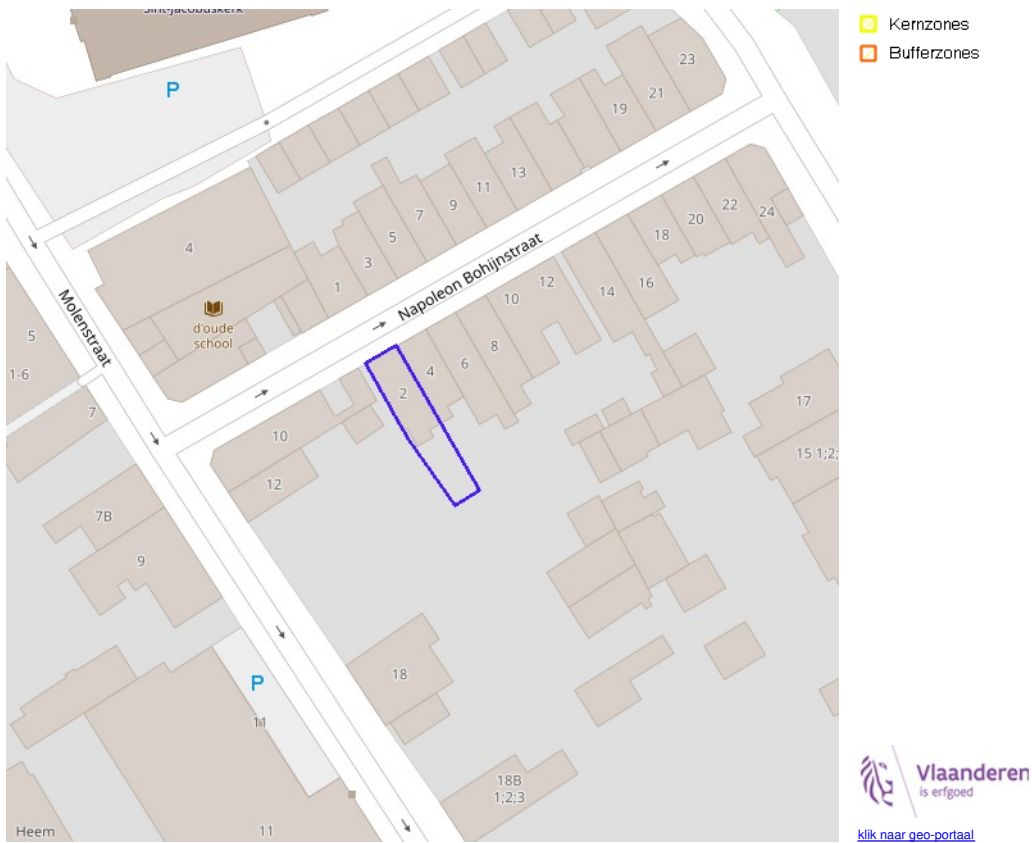 Sint-Jacobuskerk
Kernzones
Bufferzones
P
23
21
19
13
11
9
7
5
3
1
4
d'oude
school
Molenstraat
Napoleon Bohijnstraat
24
22
20
18
16
14
12
10
8
6
4
2
5
1-6
7
10
12
7B
9
17
15 1;2;
18
P
11
18B
1;2;3
Heem
11
Vlaanderen
is erfgoed
klik naar geo-portaal